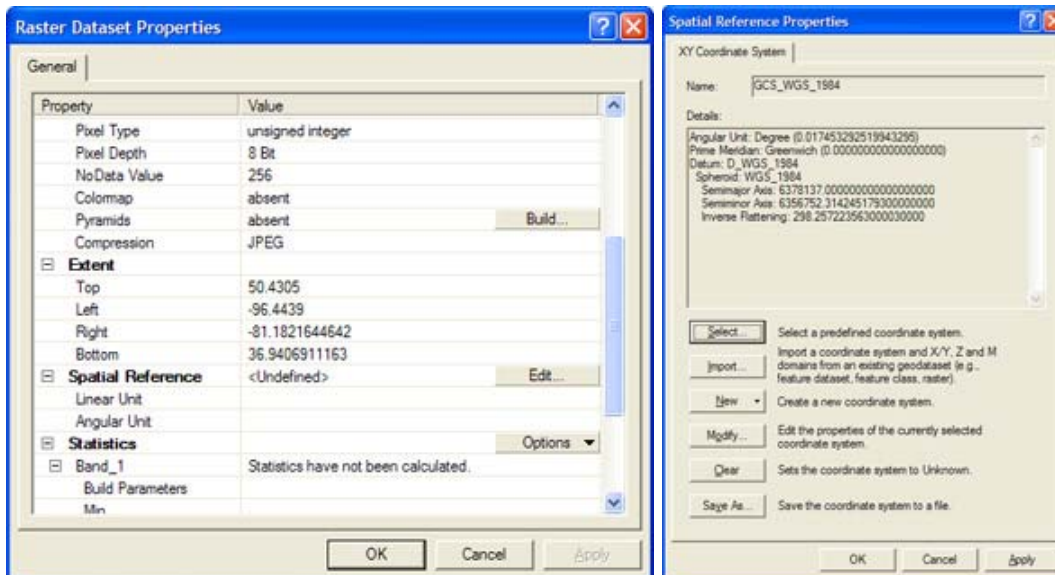 Raster Dataset Properties
General
Property Value
Pixel Type unsigned integer
Pixel Depth 8 Bit
NoData Value 256
Colormap absent
Pyramids absent Build...
Compression JPEG
Extent
Top 50.4305
Left -96.4439
Right -81.1821644642
Bottom 36.9406911163
Spatial Reference <Undefined> Edit...
Linear Unit
Angular Unit
Statistics Options
Band_1 Statistics have not been calculated.
Build Parameters
Min
OK Cancel Apply
Spatial Reference Properties
XY Coordinate System
Name: GCS_WGS_1984
Details:
Angular Unit: Degree (0.017453292519943295)
Prime Meridian: Greenwich (0.000000000000000000)
Datum: D_WGS_1984
Spheroid: WGS_1984
Semimajor Axis: 6378137.000000000000000000
Semiminor Axis: 6356752.314245179300000000
Inverse Flattening: 298.257223563000030000
Select... Select a predefined coordinate system.
Import... Import a coordinate system and X/Y, Z and M
domains from an existing geodataset (e.g.,
feature dataset, feature class, raster).
New Create a new coordinate system.
Modify... Edit the properties of the currently selected
coordinate system.
Clear Sets the coordinate system to Unknown.
Save As... Save the coordinate system to a file.
OK Cancel Apply